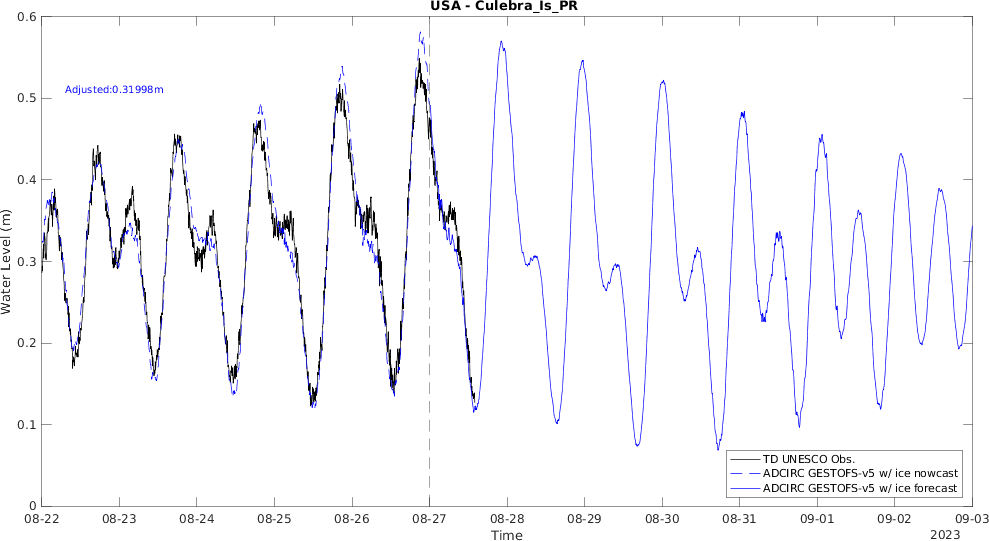 USA - Culebra_Is_PR
0.6
Adjusted:0.31998m
0.5
0.4
0.3
0.2
0.1
0
Water Level (m)
TD UNESCO Obs.
ADCIRC GESTOFS-v5 w/ ice nowcast
ADCIRC GESTOFS-v5 w/ ice forecast
08-22 08-23 08-24 08-25 08-26 08-27 08-28 08-29 08-30 08-31 09-01 09-02 09-03
Time
2023